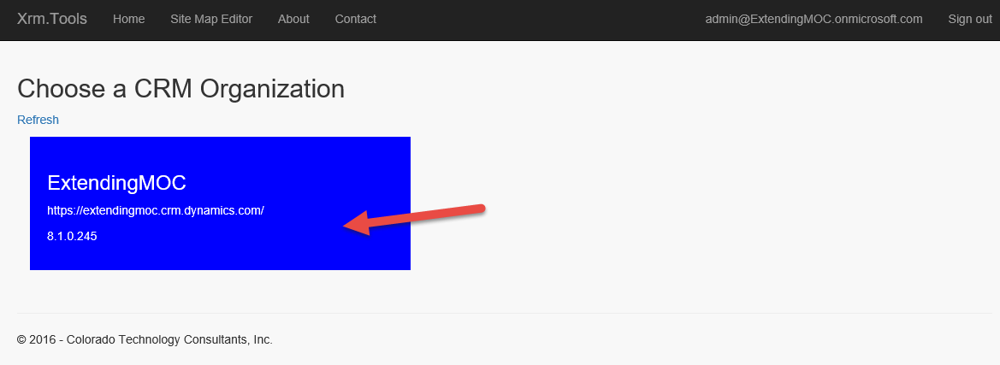 Xrm.Tools Home Site Map Editor About Contact admin@ExtendingMOC.onmicrosoft.com Sign out
Choose a CRM Organization
Refresh
ExtendingMOC
https://extendingmoc.crm.dynamics.com/
8.1.0.245
© 2016 - Colorado Technology Consultants, Inc.